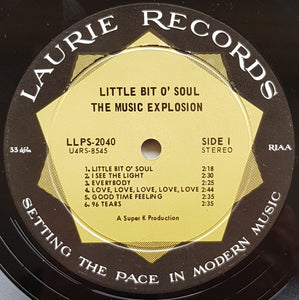 LAURIE RECORDS
LITTLE BIT O' SOUL
THE MUSIC EXPLOSION
LLPS-2040 SIDE I
U4RS-8545 STEREO
33 1/3
RIAA
1. LITTLE BIT O' SOUL 2:18
2. I SEE THE LIGHT 2:30
3. EVERYBODY 2:25
4. LOVE, LOVE, LOVE, LOVE, LOVE 2:44
5. GOOD TIME FEELING 2:35
6. 96 TEARS 2:35
A Super K Production
SETTING THE PACE IN MODERN MUSIC